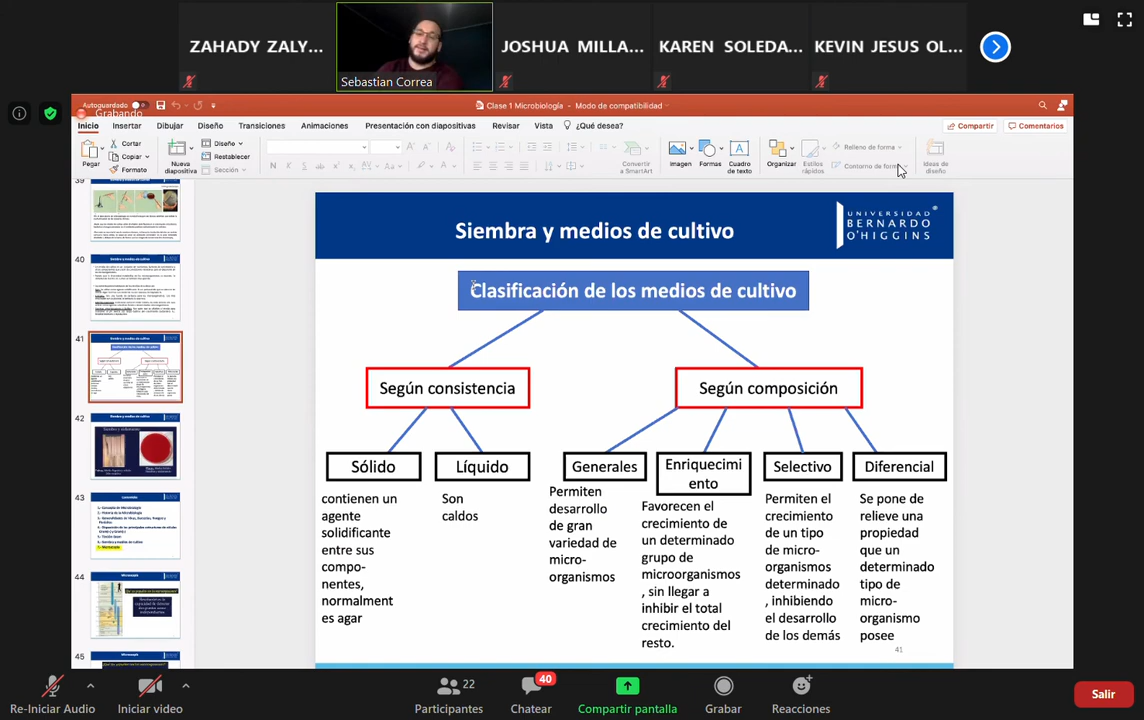 ZAHADY ZALY...
JOSHUA MILLA...
KAREN SOLEDA...
KEVIN JESUS OL...
Sebastian Correa
Autoguardado
Clase 1 Microbiología - Modo de compatibilidad
Grabando
Inicio
Insertar
Dibujar
Diseño
Transiciones
Animaciones
Presentación con diapositivas
Revisar
Vista
¿Qué desea?
Compartir
Comentarios
Pegar
Cortar
Copiar
Formato
Nueva
diapositiva
Diseño
Restablecer
Sección
N K S
Convertir
a SmartArt
Imagen
Formas
Cuadro
de texto
Organizar
Estilos
rápidos
Relleno de forma
Contorno de forma
Ideas de
diseño
39
40
41
42
43
44
45
Siembra y medios de cultivo
UNIVERSIDAD
BERNARDO
O'HIGGINS
Clasificación de los medios de cultivo
Según consistencia
Según composición
Sólido
contienen un
agente
solidificante
entre sus
compo-
nentes,
normalment
es agar
Líquido
Son
caldos
Generales
Permiten
desarrollo
de gran
variedad de
micro-
organismos
Enriquecimi
ento
Favorecen el
crecimiento de
un determinado
grupo de
microorganismos
, sin llegar a
inhibir el total
crecimiento del
resto.
Selectivo
Permiten el
crecimiento
de un tipo
de micro-
organismos
determinado
, inhibiendo
el desarrollo
de los demás
Diferencial
Se pone de
relieve una
propiedad
que un
determinado
tipo de
micro-
organismo
posee
41
Re-Iniciar Audio
Iniciar video
22
Participantes
40
Chatear
Compartir pantalla
Grabar
Reacciones
Salir